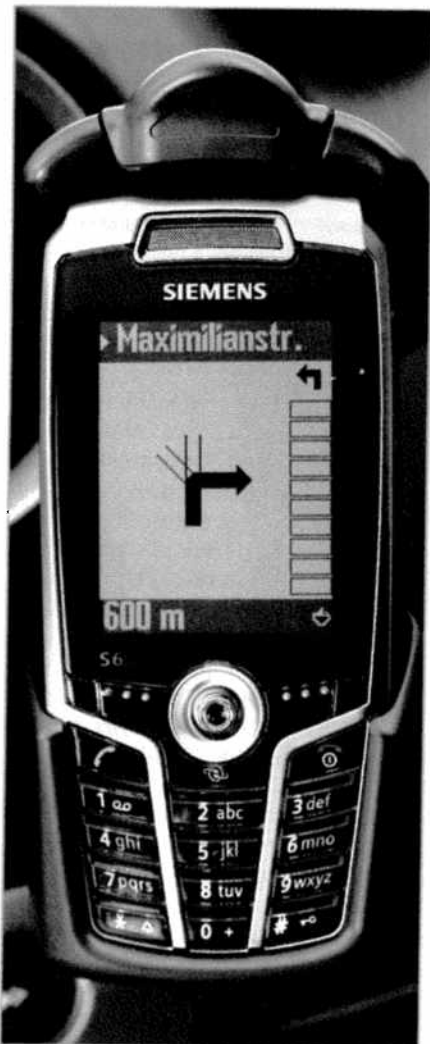 SIEMENS
Maximilianstr.
600 m
S6
1
2 abc
3 def
4 ghi
5 jkl
6 mno
7 pqrs
8 tuv
9 wxyz
*
0 +
#